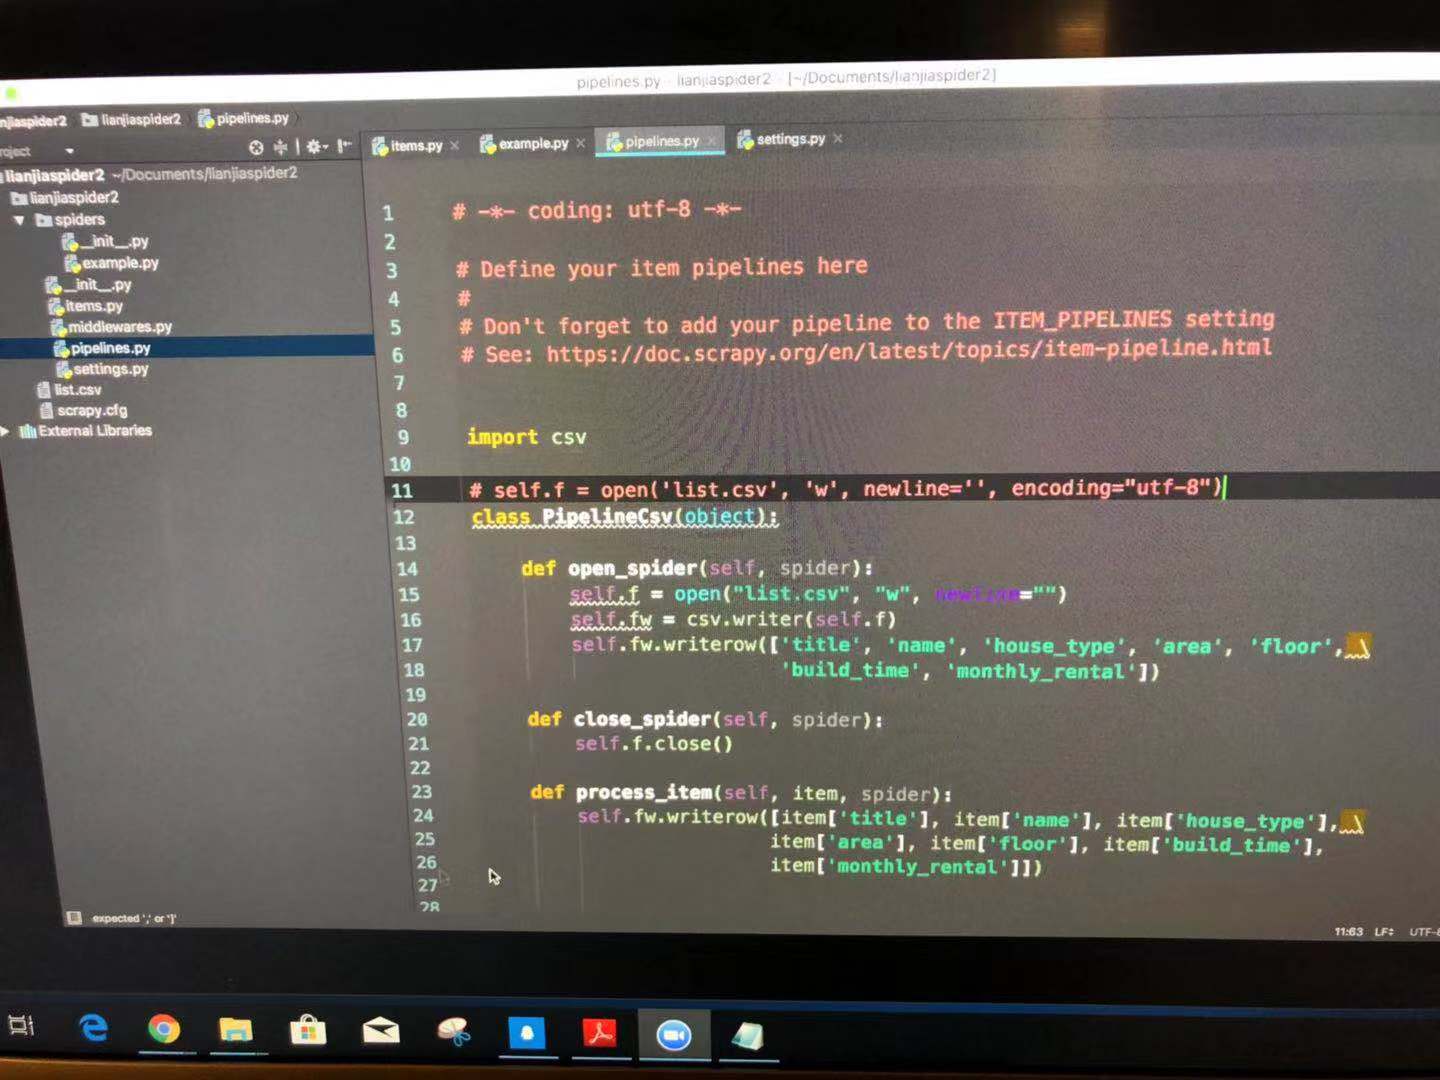 pipelines.py - lianjiaspider2 - [~/Documents/lianjiaspider2]
njiaspider2 lianjiaspider2 pipelines.py
roject
items.py example.py pipelines.py settings.py
lianjiaspider2 ~/Documents/lianjiaspider2
lianjiaspider2
spiders
__init__.py
example.py
__init__.py
items.py
middlewares.py
pipelines.py
settings.py
list.csv
scrapy.cfg
External Libraries
1 # -*- coding: utf-8 -*-
2
3 # Define your item pipelines here
4 #
5 # Don't forget to add your pipeline to the ITEM_PIPELINES setting
6 # See: https://doc.scrapy.org/en/latest/topics/item-pipeline.html
7
8
9 import csv
10
11 # self.f = open('list.csv', 'w', newline='', encoding="utf-8")
12 class PipelineCsv(object):
13
14 def open_spider(self, spider):
15 self.f = open("list.csv", "w", newline="")
16 self.fw = csv.writer(self.f)
17 self.fw.writerow(['title', 'name', 'house_type', 'area', 'floor', \
18 'build_time', 'monthly_rental'])
19
20 def close_spider(self, spider):
21 self.f.close()
22
23 def process_item(self, item, spider):
24 self.fw.writerow([item['title'], item['name'], item['house_type'], \
25 item['area'], item['floor'], item['build_time'],
26 item['monthly_rental']])
27
28
expected ',' or ']'
11:63 LF UTF-8